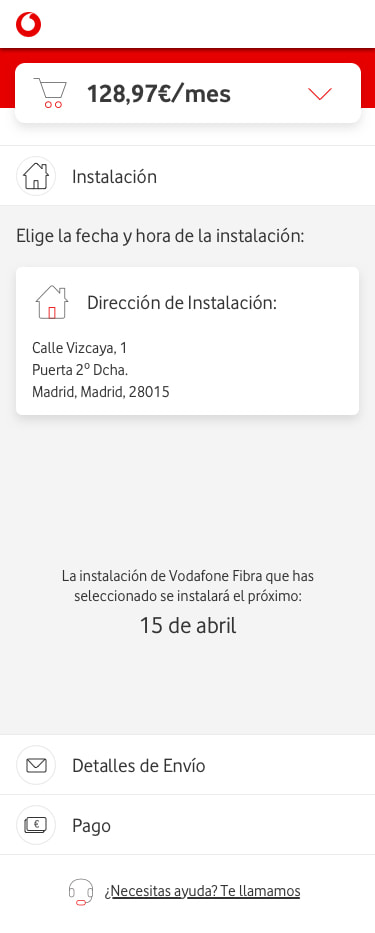 128,97€/mes
Instalación
Elige la fecha y hora de la instalación:
Dirección de Instalación:
Calle Vizcaya, 1
Puerta 2º Dcha.
Madrid, Madrid, 28015
La instalación de Vodafone Fibra que has
seleccionado se instalará el próximo:
15 de abril
Detalles de Envío
€
Pago
¿Necesitas ayuda? Te llamamos